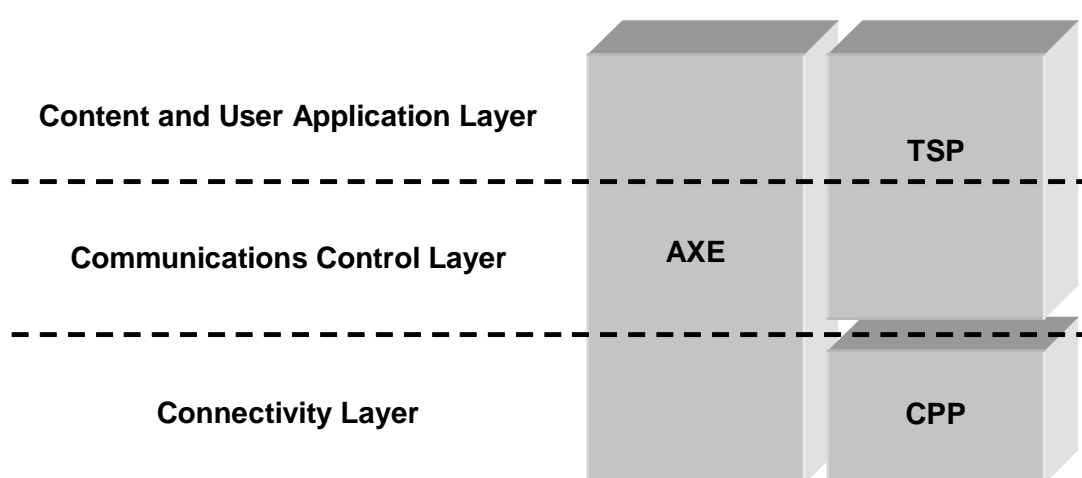 Content and User Application Layer
TSP
Communications Control Layer
AXE
Connectivity Layer
CPP